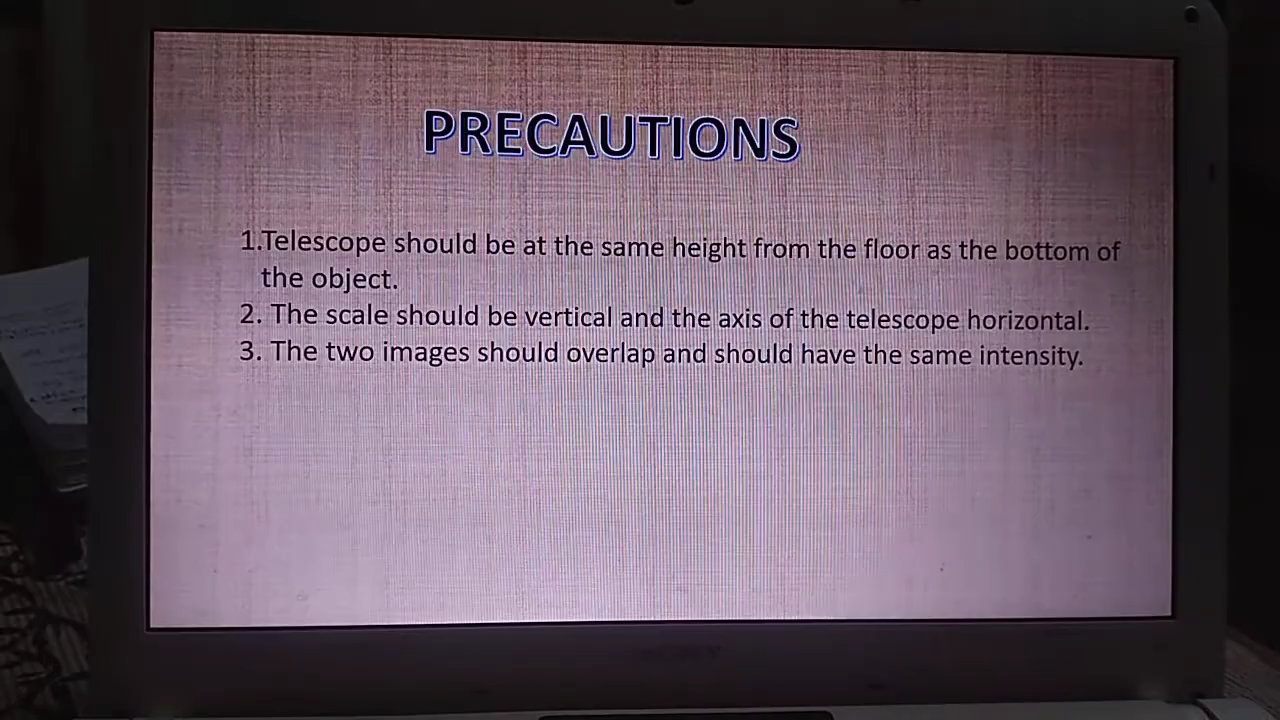 PRECAUTIONS
1.Telescope should be at the same height from the floor as the bottom of
the object.
2. The scale should be vertical and the axis of the telescope horizontal.
3. The two images should overlap and should have the same intensity.